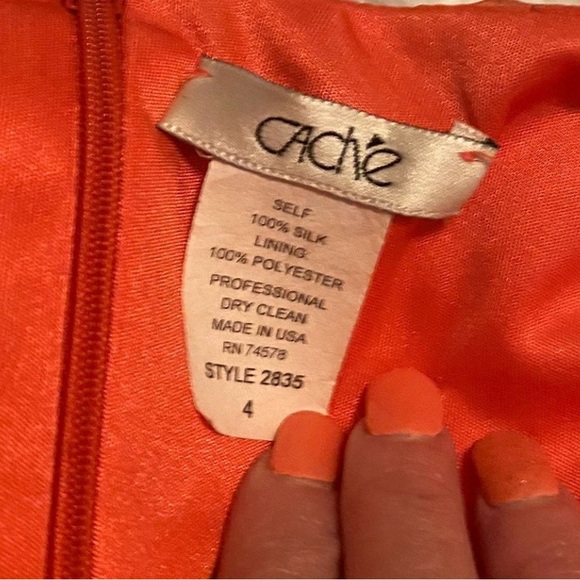 CAChé
SELF
100% SILK
LINING
100% POLYESTER
PROFESSIONAL
DRY CLEAN
MADE IN USA
RN 74578
STYLE 2835
4